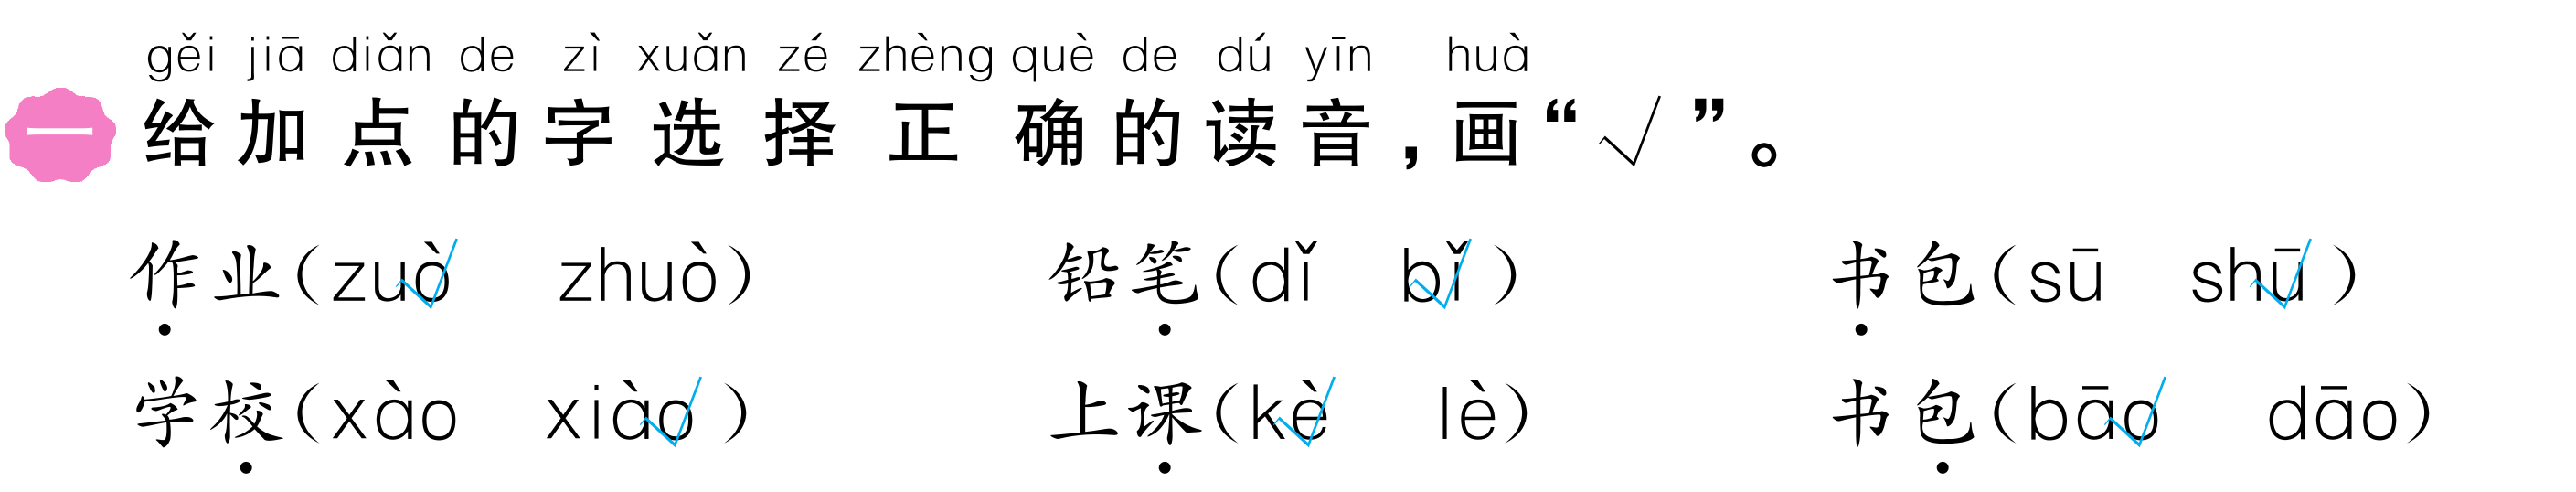 gěi jiā diǎn de zì xuǎn zé zhèng què de dú yīn huà
一 给加点的字选择正确的读音,画“√”。
作业(zuò√ zhuò) 铅笔(dǐ bǐ√) 书包(sū shū√)
学校(xào xiào√) 上课(kè√ lè) 书包(bāo√ dāo)